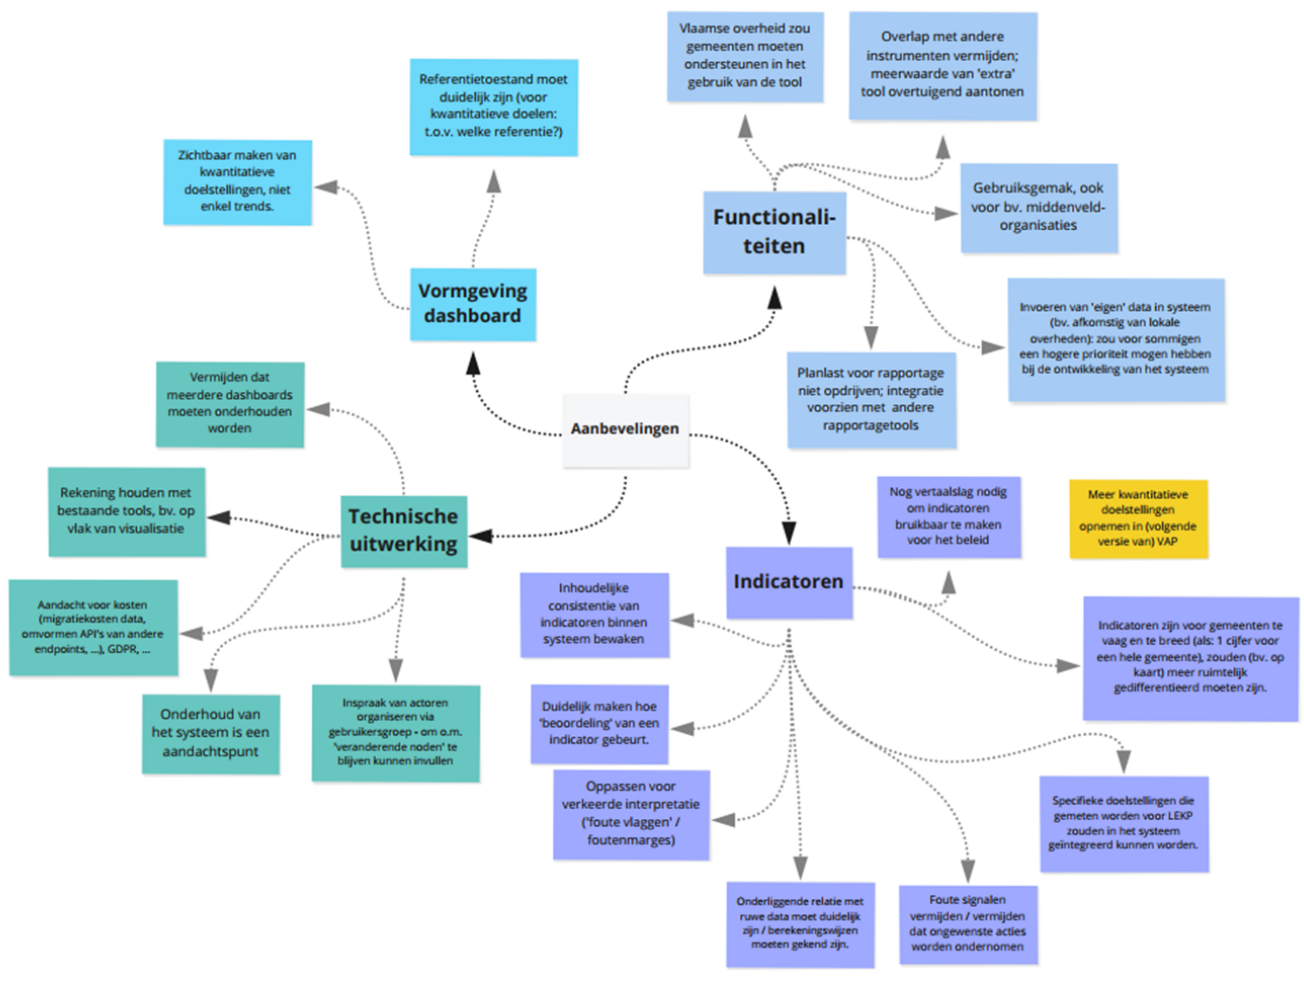 Vlaamse overheid zou
gemeenten moeten
ondersteunen in het
gebruik van de tool
Overlap met andere
instrumenten vermijden;
meerwaarde van 'extra'
tool overtuigend aantonen
Referentietoestand moet
duidelijk zijn (voor
kwantitatieve doelen:
t.o.v. welke referentie?)
Zichtbaar maken van
kwantitatieve
doelstellingen, niet
enkel trends.
Gebruiksgemak, ook
voor bv. middenveld-
organisaties
Functionali-
teiten
Vormgeving
dashboard
Invoeren van 'eigen' data in systeem
(bv. afkomstig van lokale
overheden): zou voor sommigen
een hogere prioriteit mogen hebben
bij de ontwikkeling van het systeem
Planlast voor rapportage
niet opdrijven; integratie
voorzien met andere
rapportagetools
Vermijden dat
meerdere dashboards
moeten onderhouden
worden
Aanbevelingen
Rekening houden met
bestaande tools, bv. op
vlak van visualisatie
Technische
uitwerking
Nog vertaalslag nodig
om indicatoren
bruikbaar te maken
voor het beleid
Meer kwantitatieve
doelstellingen
opnemen in (volgende
versie van) VAP
Indicatoren
Inhoudelijke
consistentie van
indicatoren binnen
systeem bewaken
Aandacht voor kosten
(migratiekosten data,
omvormen API's van andere
endpoints, ...), GDPR, ...
Indicatoren zijn voor gemeenten te
vaag en te breed (als: 1 cijfer voor
een hele gemeente), zouden (bv. op
kaart) meer ruimtelijk
gedifferentieerd moeten zijn.
Onderhoud van
het systeem is een
aandachtspunt
Inspraak van actoren
organiseren via
gebruikersgroep - om o.m.
'veranderende noden' te
blijven kunnen invullen
Duidelijk maken hoe
'beoordeling' van een
indicator gebeurt.
Oppassen voor
verkeerde interpretatie
('foute vlaggen' /
foutenmarges)
Specifieke doelstellingen die
gemeten worden voor LEKP
zouden in het systeem
geïntegreerd kunnen worden.
Onderliggende relatie met
ruwe data moet duidelijk
zijn / berekeningswijzen
moeten gekend zijn.
Foute signalen
vermijden / vermijden
dat ongewenste acties
worden ondernomen